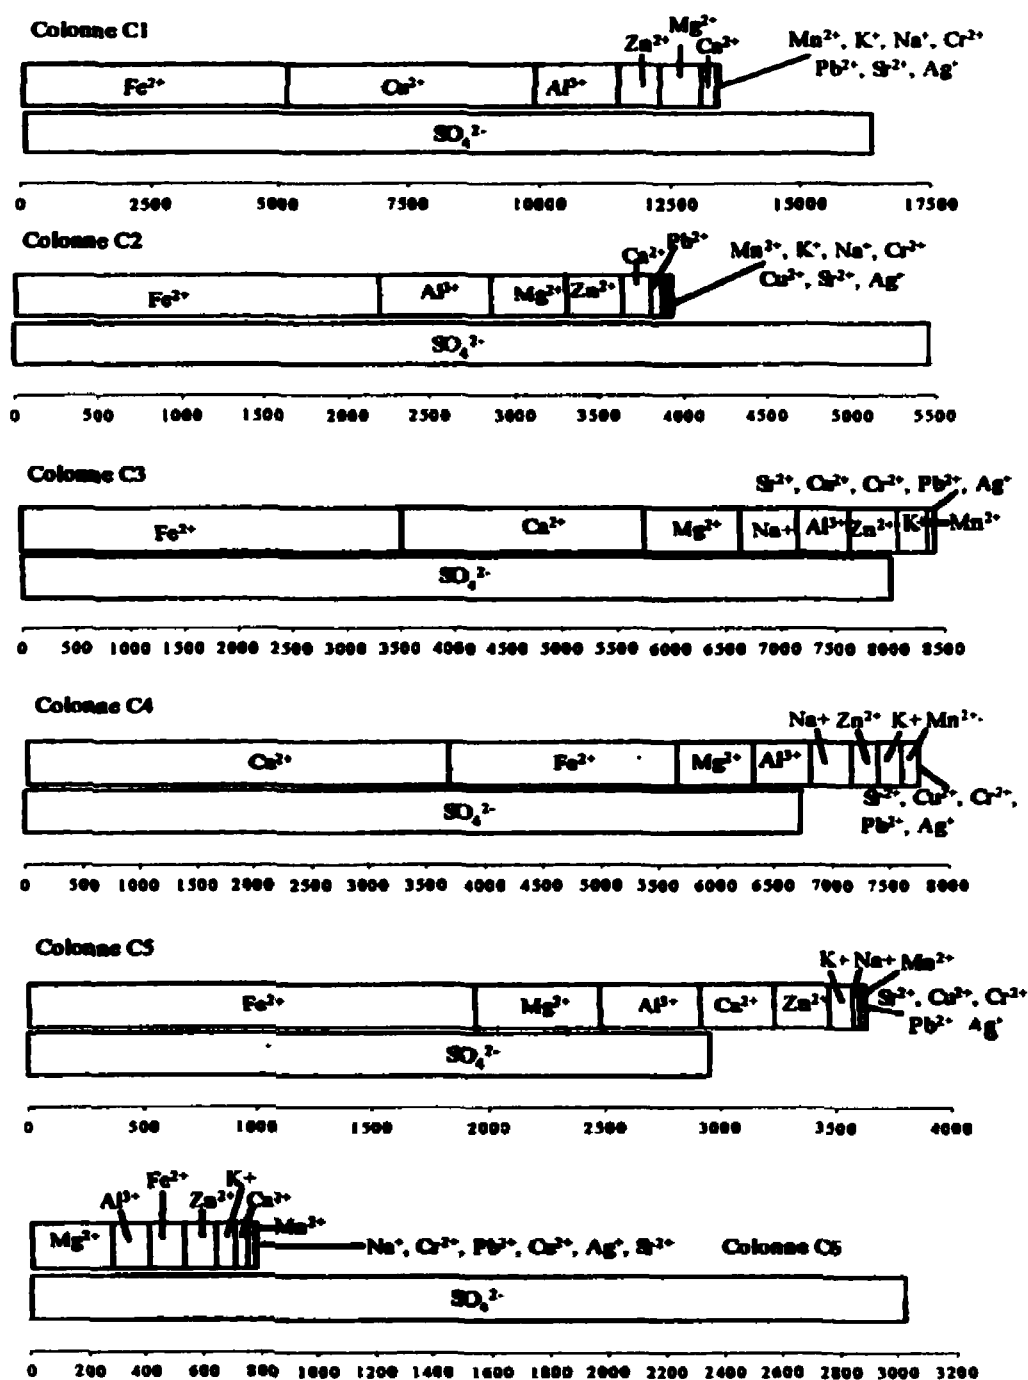 Colonne C1
Mg²⁺
Zn²⁺ Ca²⁺
Mn²⁺, K⁺, Na⁺, Cr²⁺
Pb²⁺, Sr²⁺, Ag⁺
Fe²⁺ Cu²⁺ Al³⁺
SO₄²⁻
0 2500 5000 7500 10000 12500 15000 17500
Colonne C2
Ca²⁺ Pb²⁺
Mn²⁺, K⁺, Na⁺, Cr²⁺
Cu²⁺, Sr²⁺, Ag⁺
Fe²⁺ Al³⁺ Mg²⁺ Zn²⁺
SO₄²⁻
0 500 1000 1500 2000 2500 3000 3500 4000 4500 5000 5500
Colonne C3
Sr²⁺, Cu²⁺, Cr²⁺, Pb²⁺, Ag⁺
Fe²⁺ Ca²⁺ Mg²⁺ Na+ Al³⁺ Zn²⁺ K+ Mn²⁺
SO₄²⁻
0 500 1000 1500 2000 2500 3000 3500 4000 4500 5000 5500 6000 6500 7000 7500 8000 8500
Colonne C4
Na+ Zn²⁺ K+ Mn²⁺
Ca²⁺ Fe²⁺ Mg²⁺ Al³⁺
Sr²⁺, Cu²⁺, Cr²⁺,
Pb²⁺, Ag⁺
SO₄²⁻
0 500 1000 1500 2000 2500 3000 3500 4000 4500 5000 5500 6000 6500 7000 7500 8000
Colonne C5
K+ Na+ Mn²⁺
Fe²⁺ Mg²⁺ Al³⁺ Ca²⁺ Zn²⁺
Sr²⁺, Cu²⁺, Cr²⁺
Pb²⁺ Ag⁺
SO₄²⁻
0 500 1000 1500 2000 2500 3000 3500 4000
Fe²⁺ K+
Al³⁺ Zn²⁺ Ca²⁺
Mn²⁺
Mg²⁺
Na⁺, Cr²⁺, Pb²⁺, Cu²⁺, Ag⁺, Sr²⁺ Colonne C6
SO₄²⁻
0 200 400 600 800 1000 1200 1400 1600 1800 2000 2200 2400 2600 2800 3000 3200